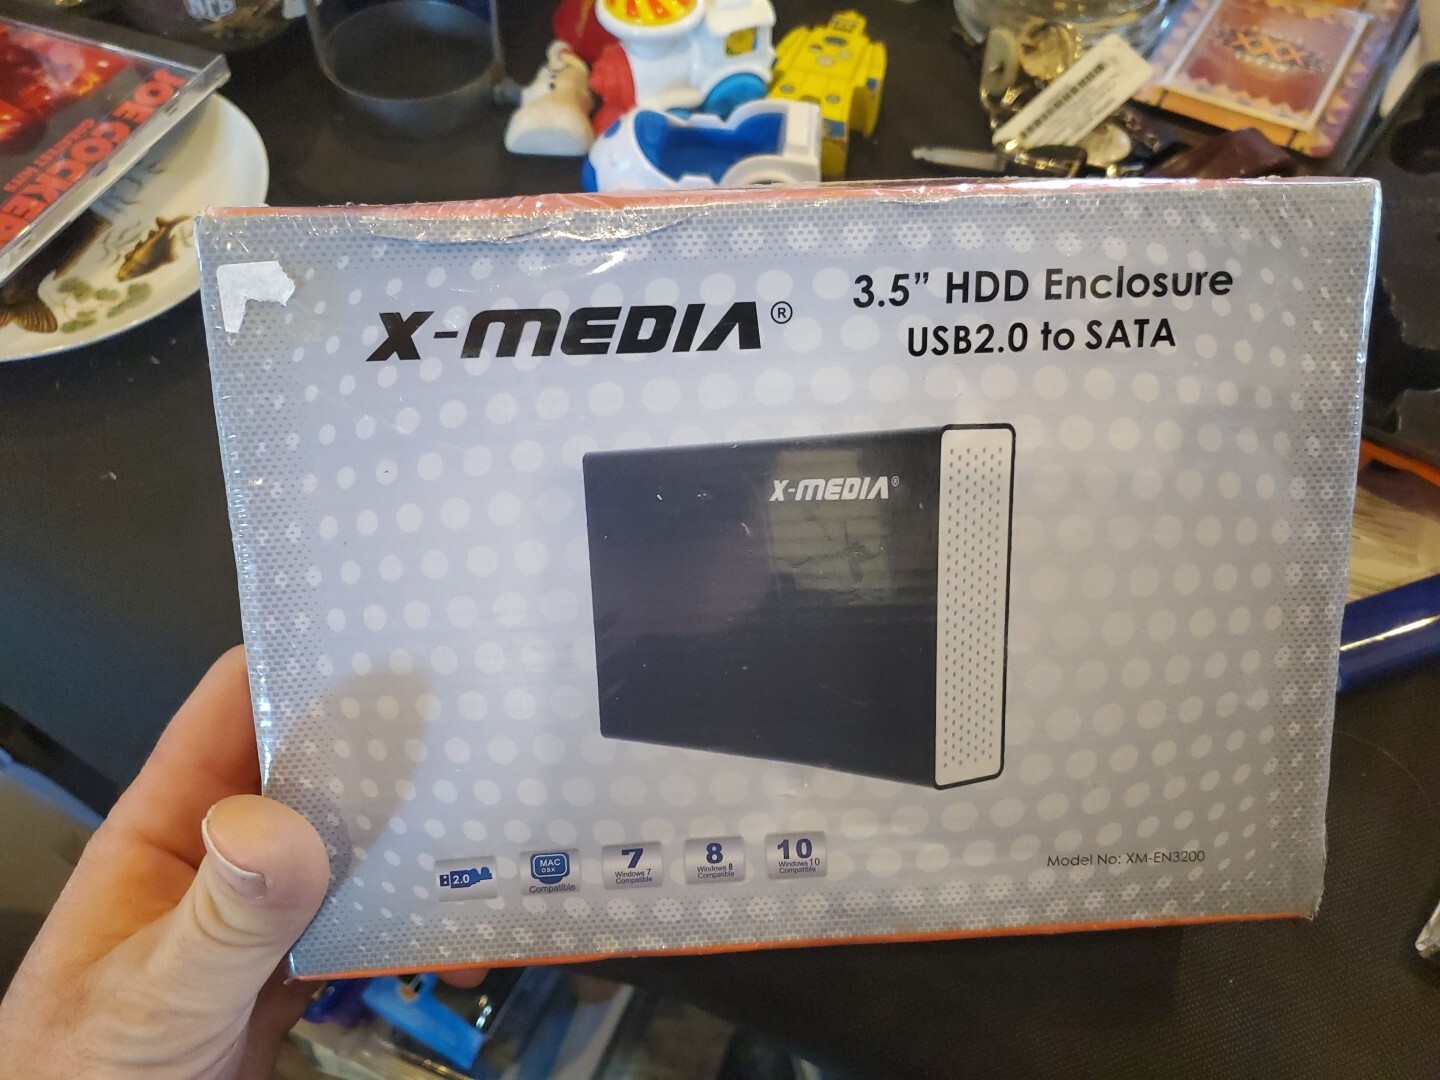 JOE COCKER
X-MEDIA®
3.5” HDD Enclosure
USB2.0 to SATA
X-MEDIA®
2.0
MAC
OSX
Compatible
7
Windows 7
Compatible
8
Windows 8
Compatible
10
Windows 10
Compatible
Model No: XM-EN3200